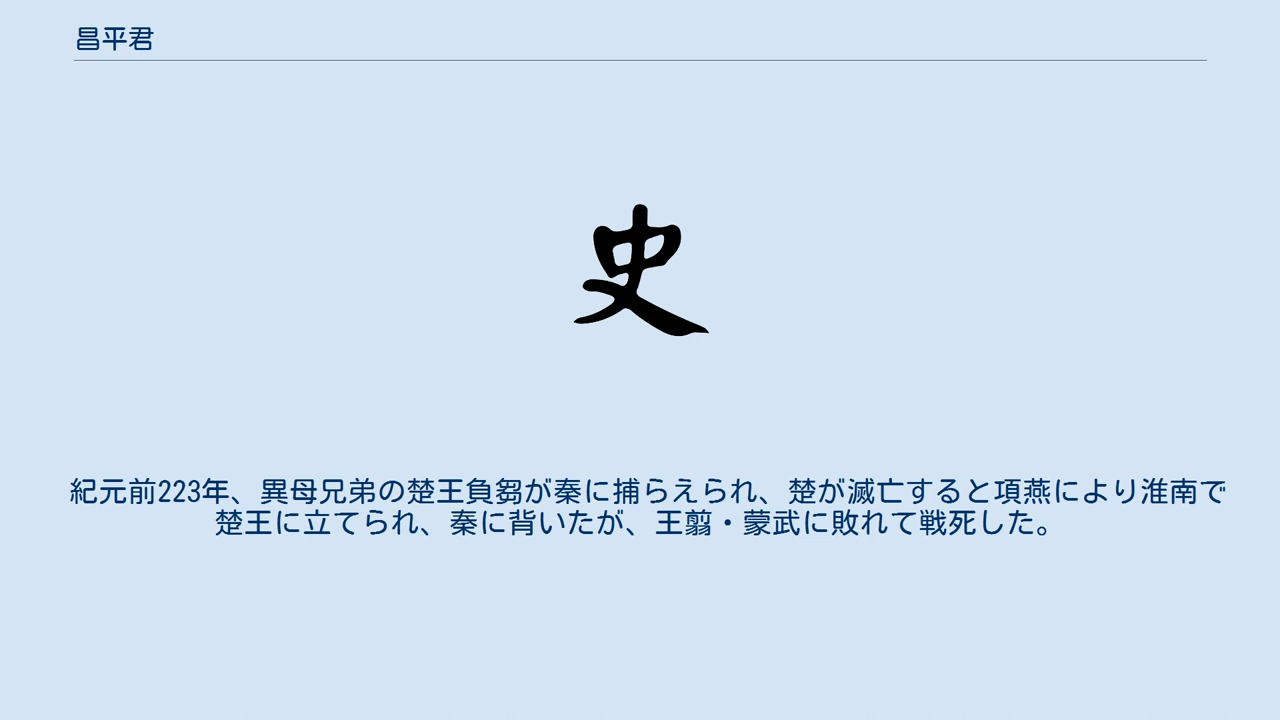 昌平君
史
紀元前223年、異母兄弟の楚王負芻が秦に捕らえられ、楚が滅亡すると項燕により淮南で
楚王に立てられ、秦に背いたが、王翦・蒙武に敗れて戦死した。